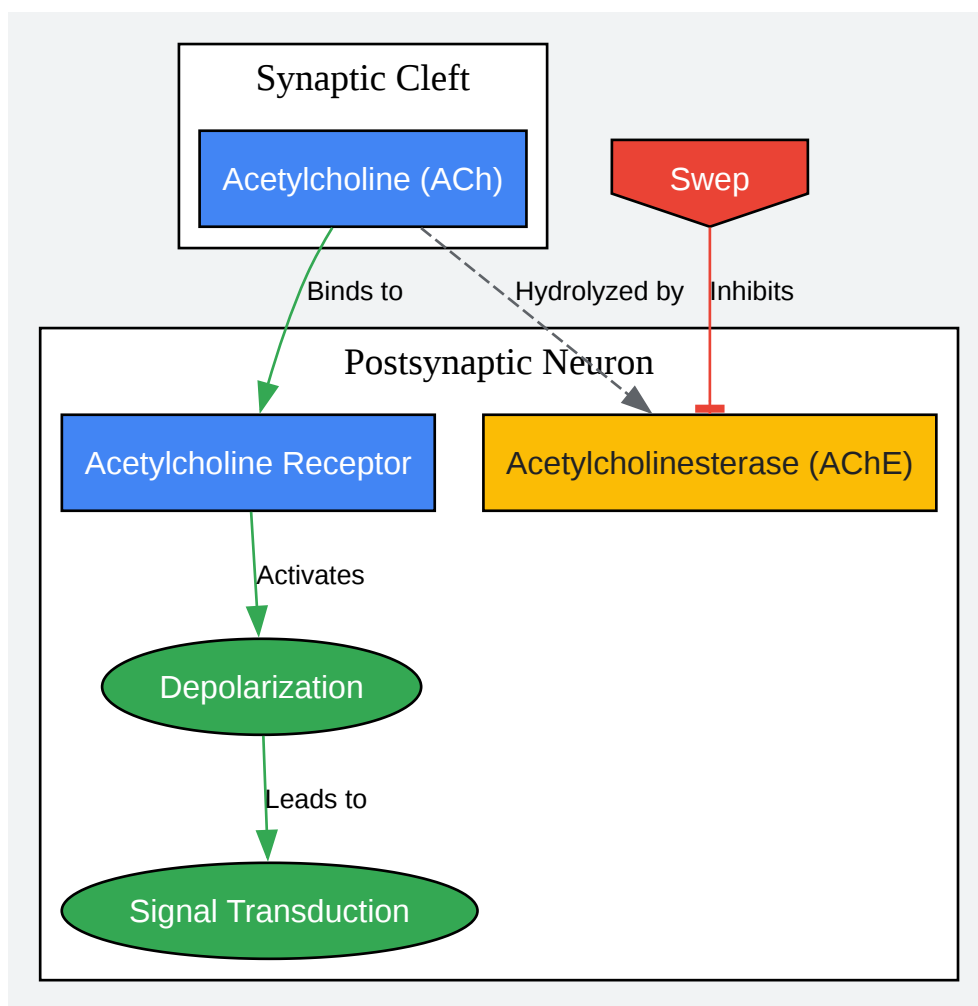 Synaptic Cleft
Acetylcholine (ACh)
Swep
Binds to
Hydrolyzed by
Inhibits
Postsynaptic Neuron
Acetylcholine Receptor
Acetylcholinesterase (AChE)
Activates
Depolarization
Leads to
Signal Transduction